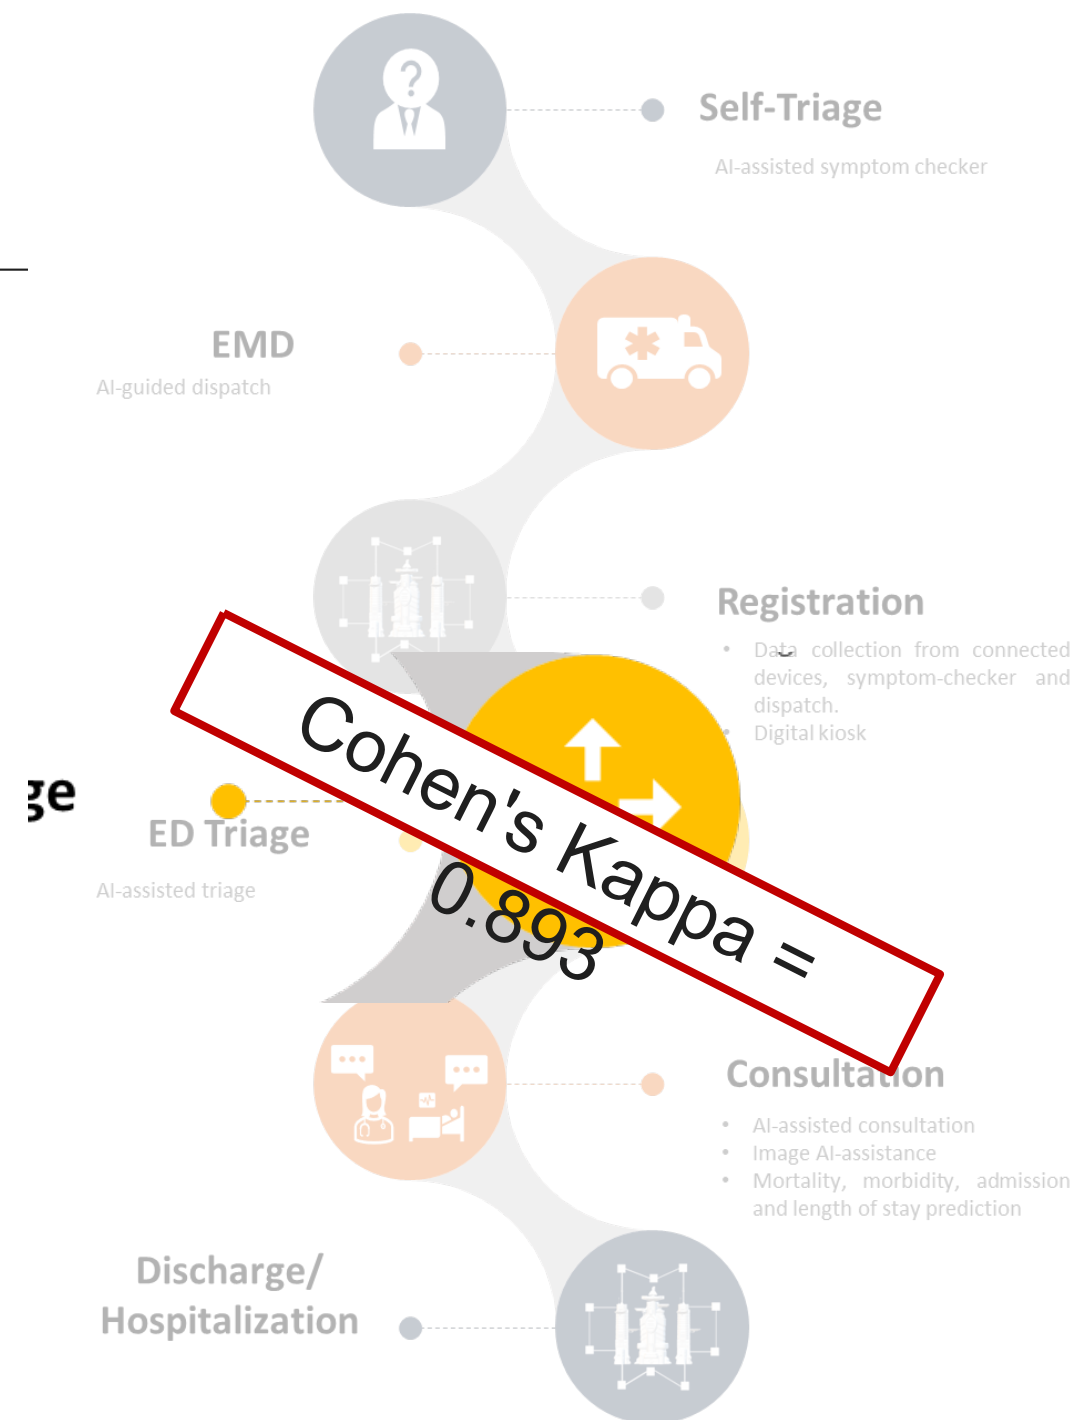 ?
Self-Triage
AI-assisted symptom checker
EMD
AI-guided dispatch
Registration
• Data collection from connected
devices, symptom-checker and
dispatch.
• Digital kiosk
ge
ED Triage
AI-assisted triage
Cohen's Kappa =
0.893
Consultation
• AI-assisted consultation
• Image AI-assistance
• Mortality, morbidity, admission
and length of stay prediction
Discharge/
Hospitalization